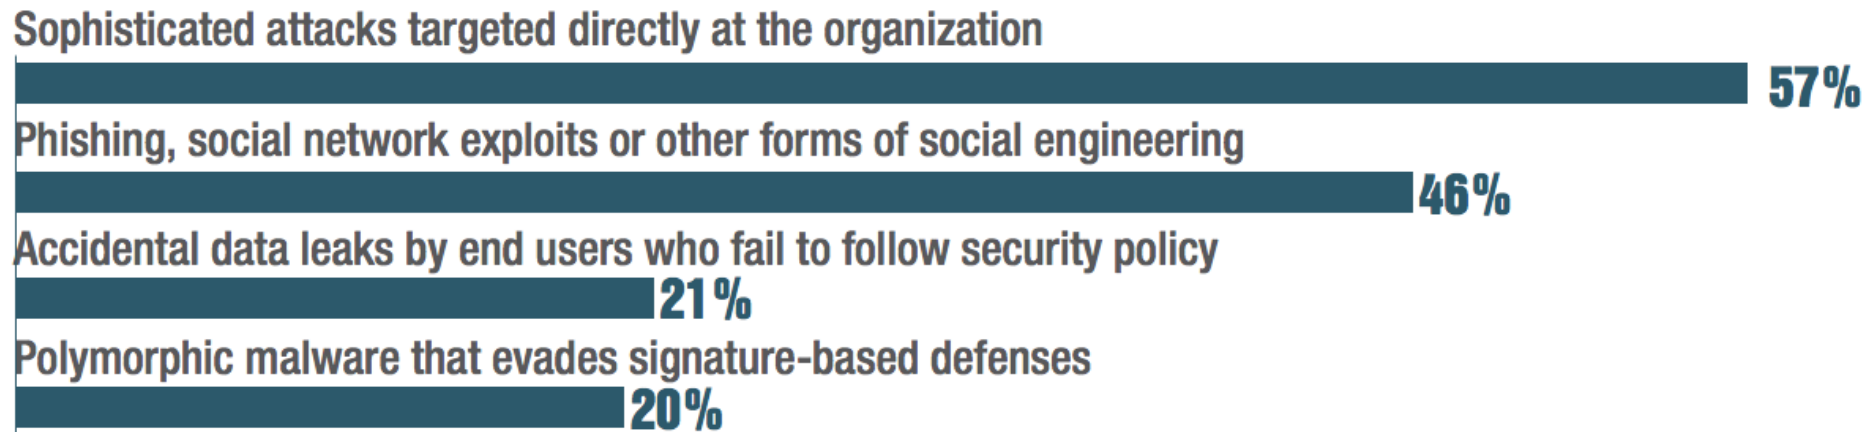 Sophisticated attacks targeted directly at the organization
57%
Phishing, social network exploits or other forms of social engineering
46%
Accidental data leaks by end users who fail to follow security policy
21%
Polymorphic malware that evades signature-based defenses
20%